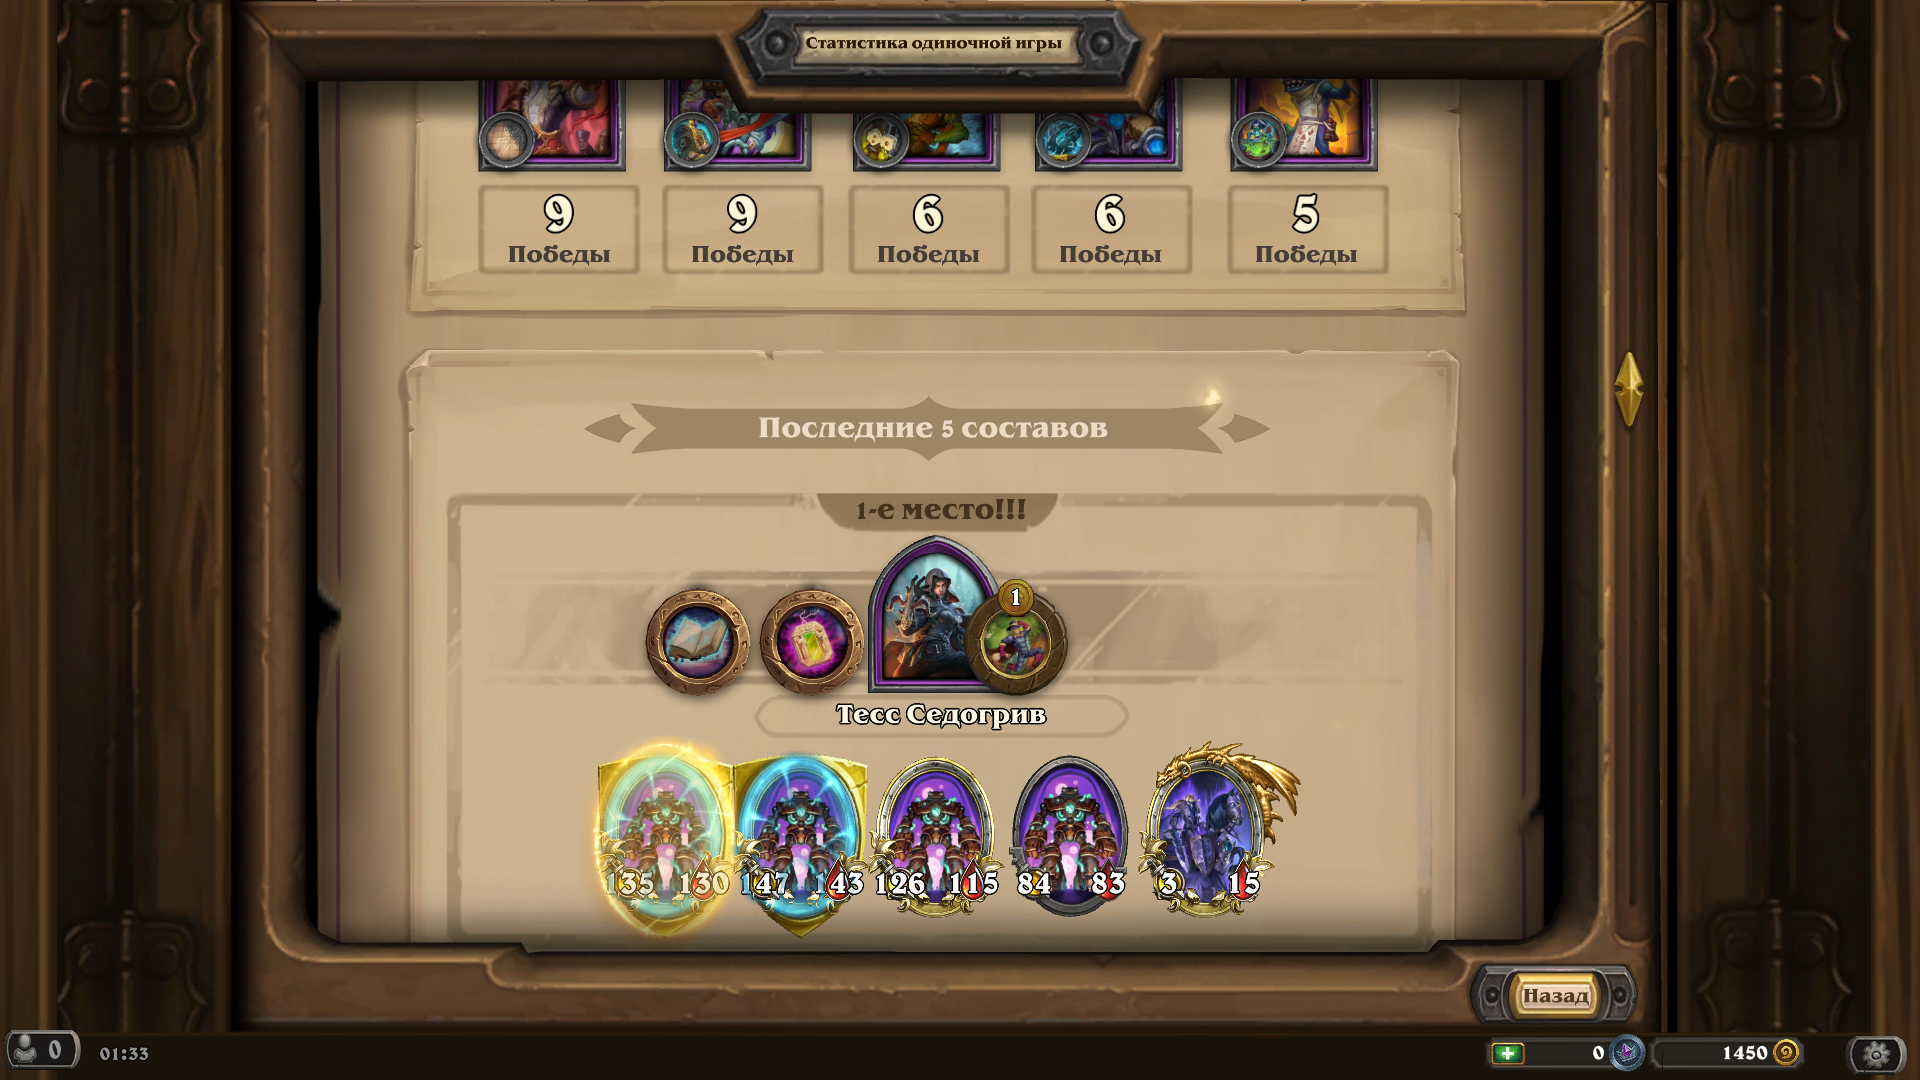 Статистика одиночной игры
9 9 6 6 5
Победы Победы Победы Победы Победы
Последние 5 составов
1-е место!!!
1
Тесс Седогрив
135 130 147 143 126 115 84 83 3 15
Назад
0 01:33 0 1450